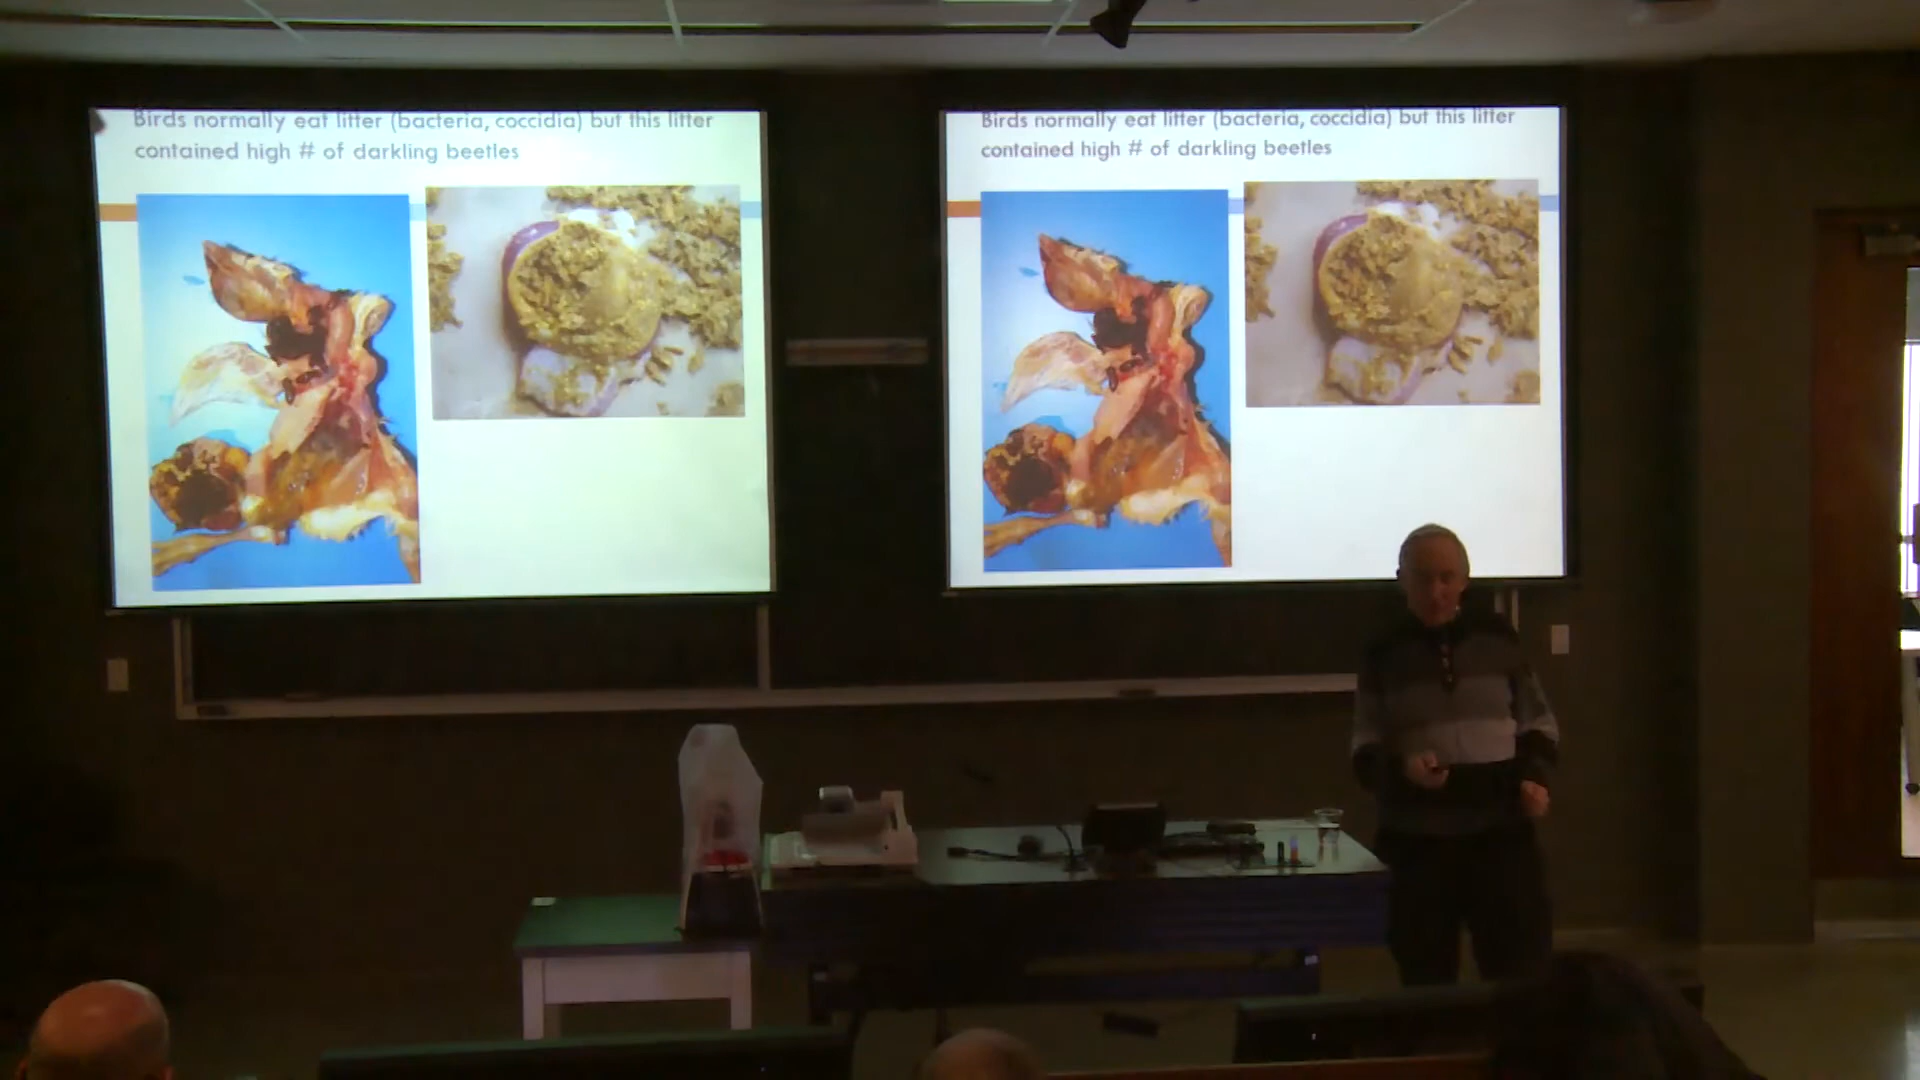 Birds normally eat litter (bacteria, coccidia) but this litter
contained high # of darkling beetles
Birds normally eat litter (bacteria, coccidia) but this litter
contained high # of darkling beetles